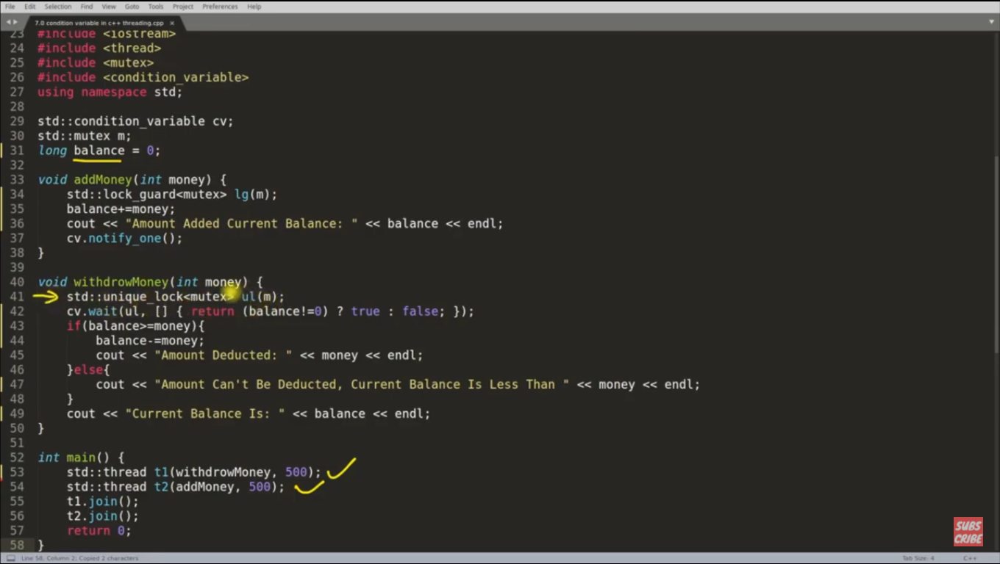 File Edit Selection Find View Goto Tools Project Preferences Help
7.0 condition variable in c++ threading.cpp ×
23 #include <iostream>
24 #include <thread>
25 #include <mutex>
26 #include <condition_variable>
27 using namespace std;
28
29 std::condition_variable cv;
30 std::mutex m;
31 long balance = 0;
32
33 void addMoney(int money) {
34     std::lock_guard<mutex> lg(m);
35     balance+=money;
36     cout << "Amount Added Current Balance: " << balance << endl;
37     cv.notify_one();
38 }
39
40 void withdrowMoney(int money) {
41     std::unique_lock<mutex> ul(m);
42     cv.wait(ul, [] { return (balance!=0) ? true : false; });
43     if(balance>=money){
44         balance-=money;
45         cout << "Amount Deducted: " << money << endl;
46     }else{
47         cout << "Amount Can't Be Deducted, Current Balance Is Less Than " << money << endl;
48     }
49     cout << "Current Balance Is: " << balance << endl;
50 }
51
52 int main() {
53     std::thread t1(withdrowMoney, 500);
54     std::thread t2(addMoney, 500);
55     t1.join();
56     t2.join();
57     return 0;
58 }
SUBS
CRIBE
Line 58, Column 2; Copied 2 characters Tab Size: 4 C++